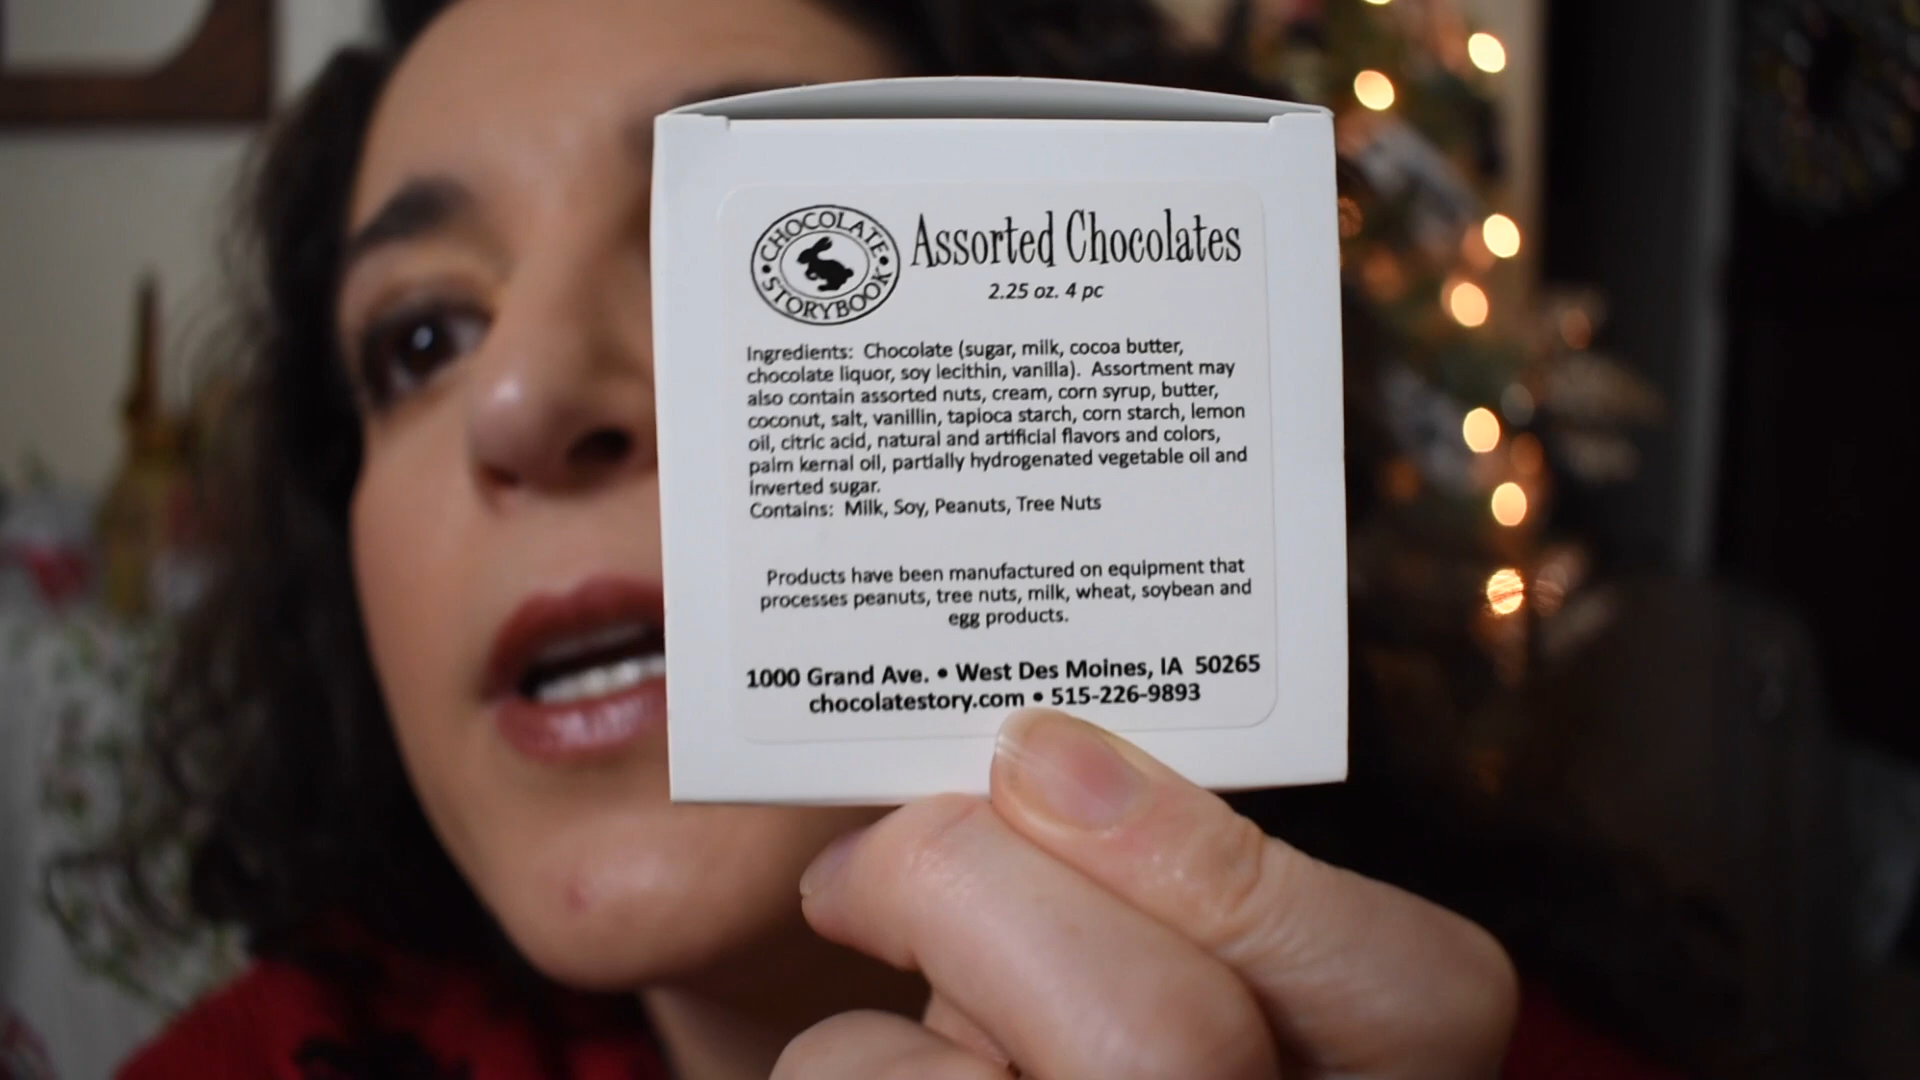 CHOCOLATE STORYBOOK
Assorted Chocolates
2.25 oz. 4 pc
Ingredients: Chocolate (sugar, milk, cocoa butter,
chocolate liquor, soy lecithin, vanilla). Assortment may
also contain assorted nuts, cream, corn syrup, butter,
coconut, salt, vanillin, tapioca starch, corn starch, lemon
oil, citric acid, natural and artificial flavors and colors,
palm kernal oil, partially hydrogenated vegetable oil and
inverted sugar.
Contains: Milk, Soy, Peanuts, Tree Nuts
Products have been manufactured on equipment that
processes peanuts, tree nuts, milk, wheat, soybean and
egg products.
1000 Grand Ave. • West Des Moines, IA 50265
chocolatestory.com • 515-226-9893